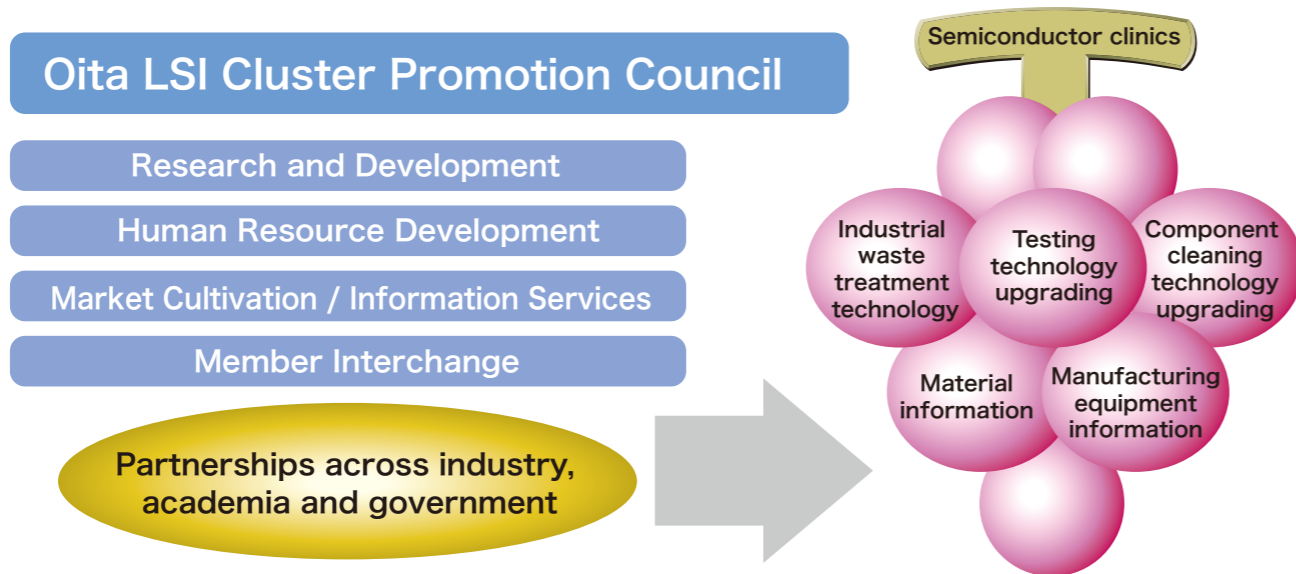 Oita LSI Cluster Promotion Council
Research and Development
Human Resource Development
Market Cultivation / Information Services
Member Interchange
Partnerships across industry,
academia and government
Semiconductor clinics
Industrial
waste
treatment
technology
Testing
technology
upgrading
Component
cleaning
technology
upgrading
Material
information
Manufacturing
equipment
information